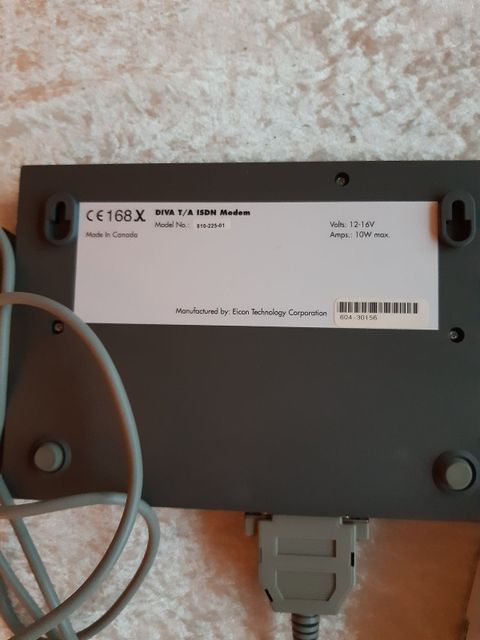 CE168X DIVA T/A ISDN Modem
Model No.: 810-225-01
Made In Canada
Volts: 12-16V
Amps.: 10W max.
Manufactured by: Eicon Technology Corporation
604-30156